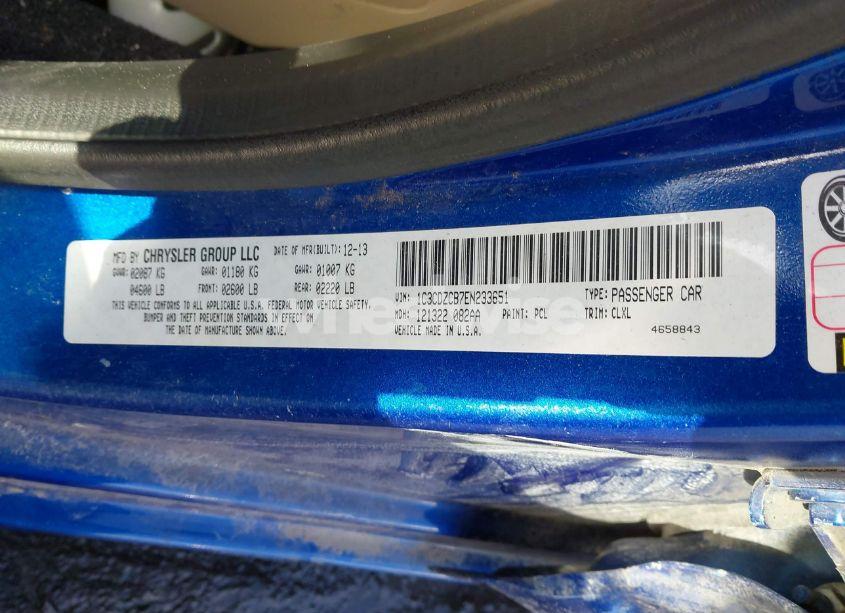 MFD BY CHRYSLER GROUP LLC DATE OF MFR(BUILT): 12-13
GVWR: 02087 KG GAWR: 01180 KG GAWR: 01007 KG
04600 LB FRONT: 02600 LB REAR: 02220 LB
THIS VEHICLE CONFORMS TO ALL APPLICABLE U.S.A. FEDERAL MOTOR VEHICLE SAFETY,
BUMPER AND THEFT PREVENTION STANDARDS IN EFFECT ON
THE DATE OF MANUFACTURE SHOWN ABOVE.
VIN: 1C3CDZCB7EN233651 TYPE: PASSENGER CAR
MDH: 121322 082AA PAINT: PCL TRIM: CLXL
VEHICLE MADE IN U.S.A. 4658843